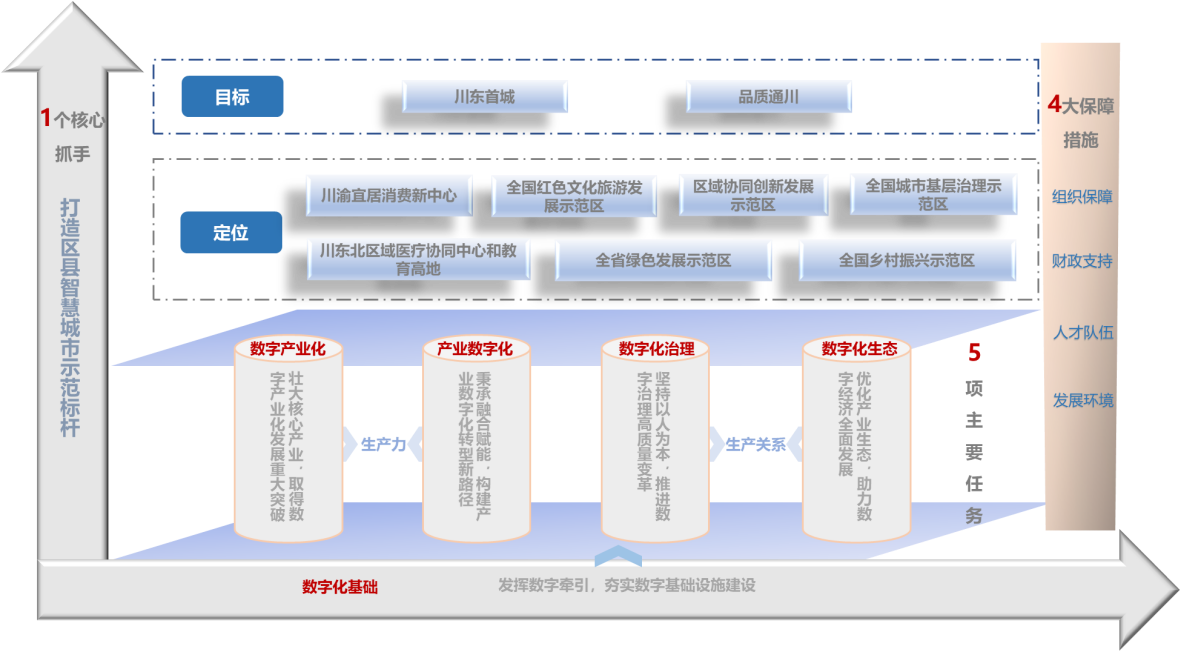 1个核心
抓手
打造区县智慧城市示范标杆
目标
川东首城
品质通川
定位
川渝宜居消费新中心
全国红色文化旅游发
展示范区
区域协同创新发展
示范区
全国城市基层治理示
范区
川东北区域医疗协同中心和教
育高地
全省绿色发展示范区
全国乡村振兴示范区
4大保障
措施
组织保障
财政支持
人才队伍
发展环境
数字产业化
壮大核心产业·取得数
字产业化发展重大突破
生产力
产业数字化
秉承融合赋能·构建产
业数字化转型新路径
数字化治理
坚持以人为本·推进数
字治理高质量变革
生产关系
数字化生态
优化产业生态·助力数
字经济全面发展
5
项
主
要
任
务
数字化基础
发挥数字牵引，夯实数字基础设施建设